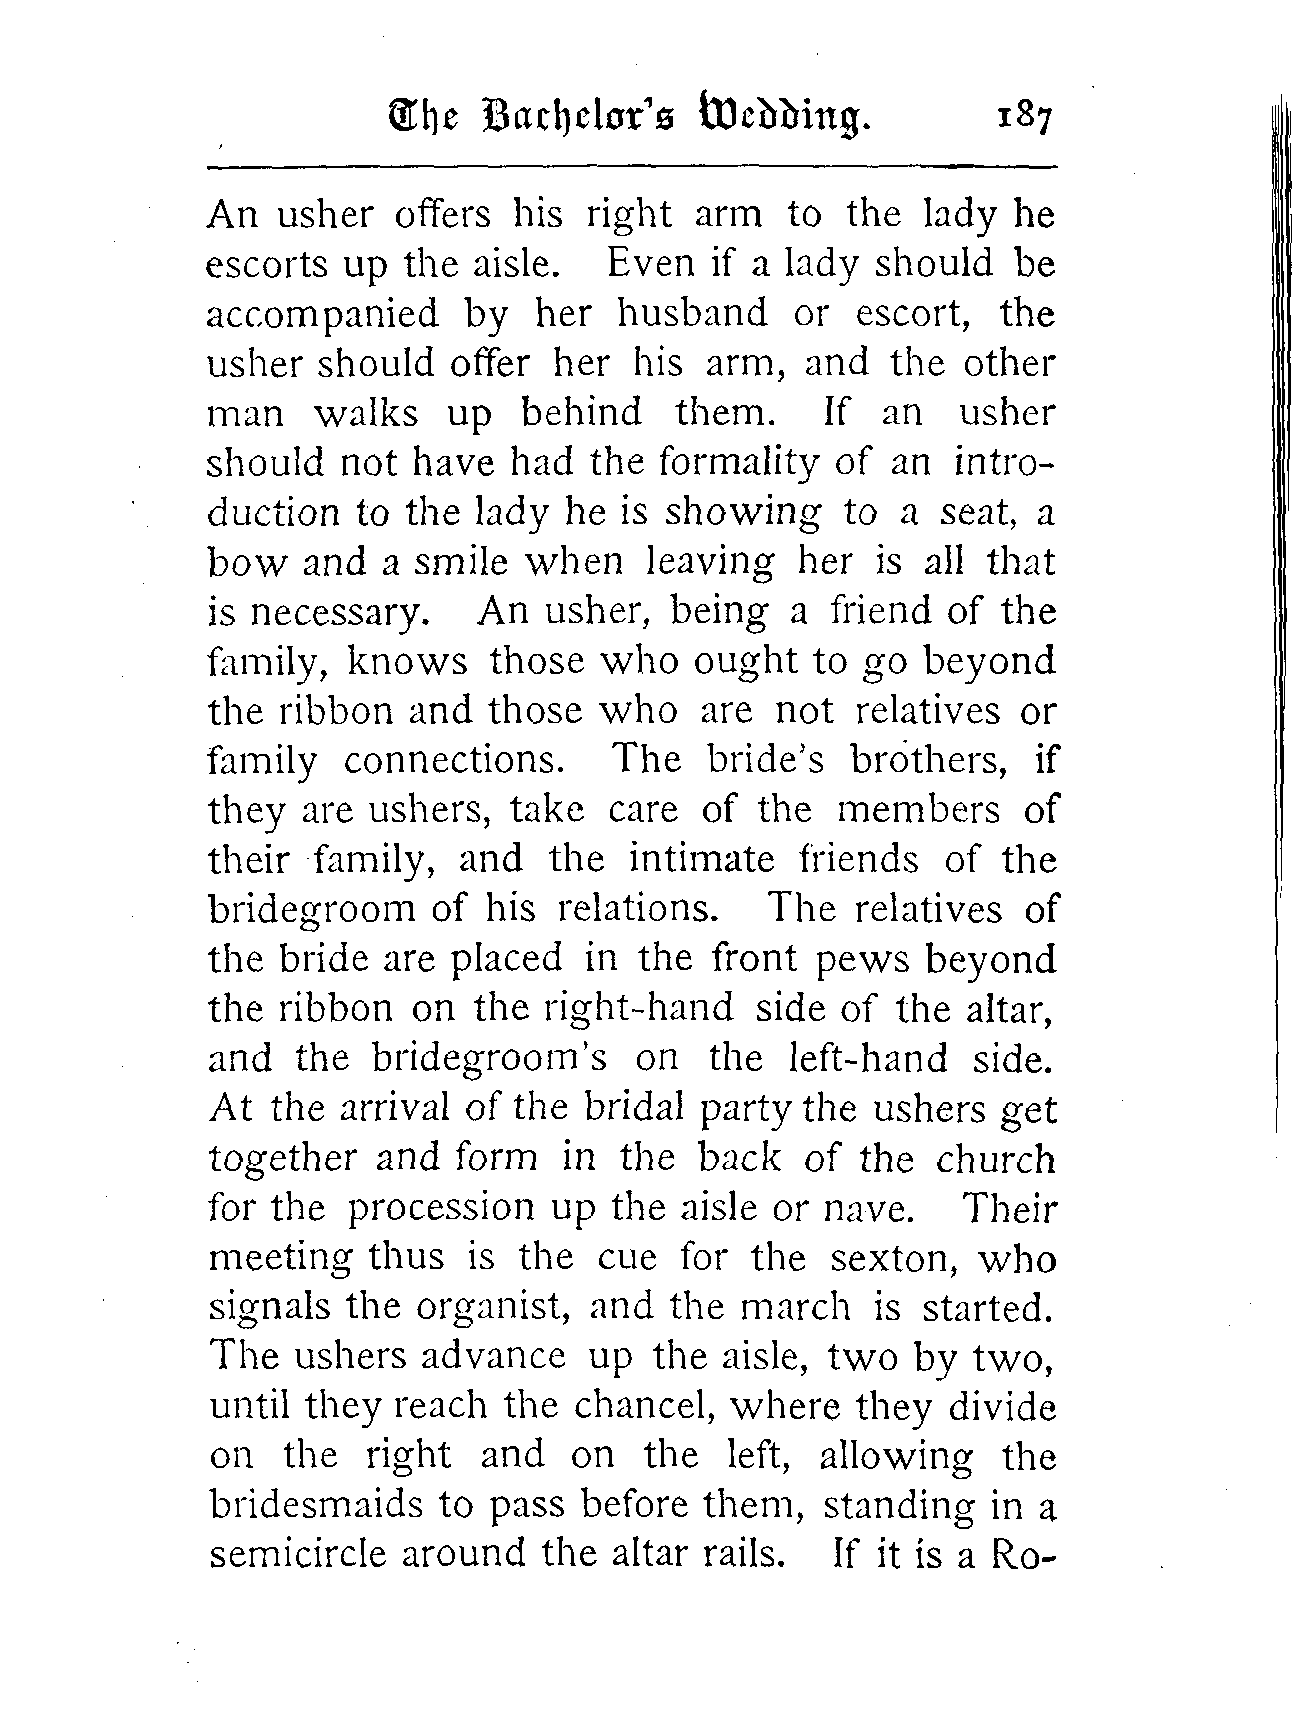 The Bachelor's Wedding. 187
An usher offers his right arm to the lady he
escorts up the aisle. Even if a lady should be
accompanied by her husband or escort, the
usher should offer her his arm, and the other
man walks up behind them. If an usher
should not have had the formality of an intro-
duction to the lady he is showing to a seat, a
bow and a smile when leaving her is all that
is necessary. An usher, being a friend of the
family, knows those who ought to go beyond
the ribbon and those who are not relatives or
family connections. The bride's brothers, if
they are ushers, take care of the members of
their family, and the intimate friends of the
bridegroom of his relations. The relatives of
the bride are placed in the front pews beyond
the ribbon on the right-hand side of the altar,
and the bridegroom's on the left-hand side.
At the arrival of the bridal party the ushers get
together and form in the back of the church
for the procession up the aisle or nave. Their
meeting thus is the cue for the sexton, who
signals the organist, and the march is started.
The ushers advance up the aisle, two by two,
until they reach the chancel, where they divide
on the right and on the left, allowing the
bridesmaids to pass before them, standing in a
semicircle around the altar rails. If it is a Ro-